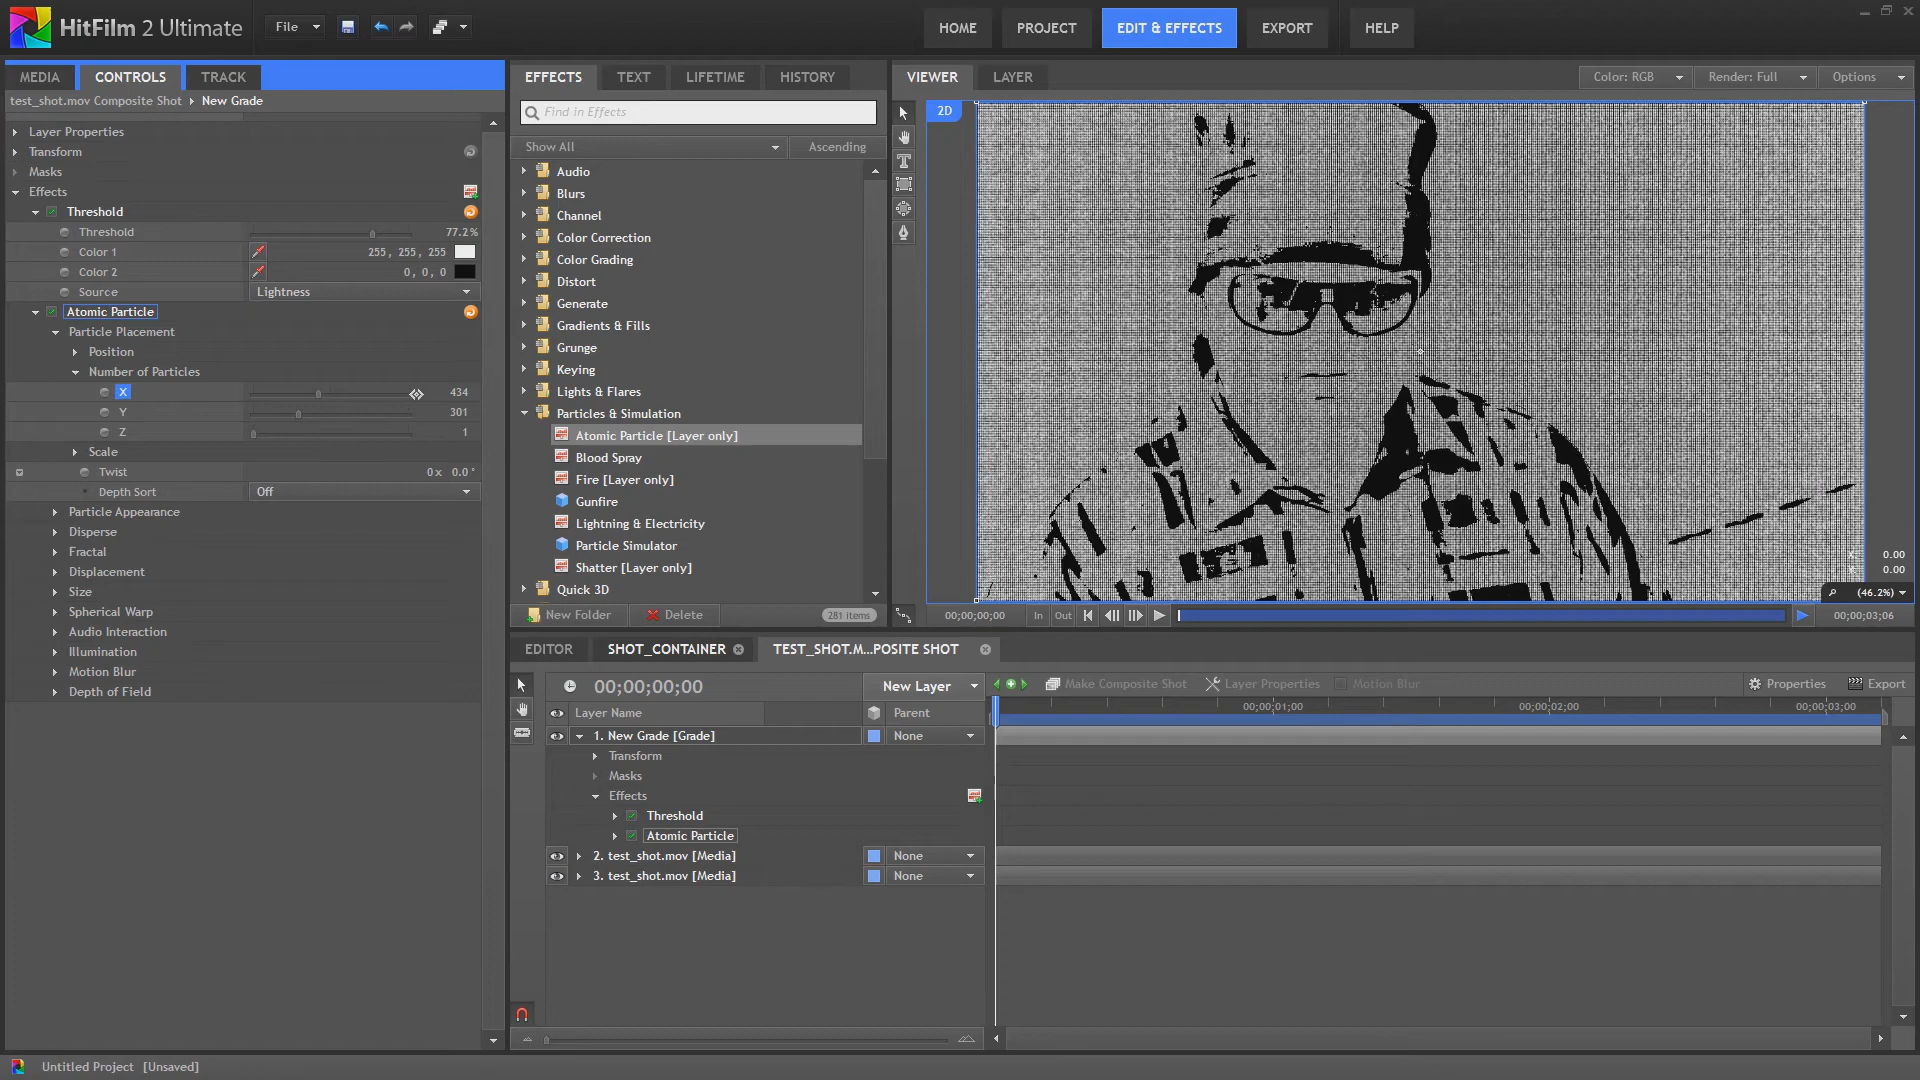 HitFilm 2 Ultimate
File
HOME
PROJECT
EDIT & EFFECTS
EXPORT
HELP
MEDIA
CONTROLS
TRACK
test_shot.mov Composite Shot New Grade
Layer Properties
Transform
Masks
Effects
Threshold
Threshold 77.2%
Color 1 255, 255, 255
Color 2 0, 0, 0
Source Lightness
Atomic Particle
Particle Placement
Position
Number of Particles
X 434
Y 301
Z 1
Scale
Twist 0x 0.0°
Depth Sort Off
Particle Appearance
Disperse
Fractal
Displacement
Size
Spherical Warp
Audio Interaction
Illumination
Motion Blur
Depth of Field
EFFECTS
TEXT
LIFETIME
HISTORY
Find in Effects
Show All
Ascending
Audio
Blurs
Channel
Color Correction
Color Grading
Distort
Generate
Gradients & Fills
Grunge
Keying
Lights & Flares
Particles & Simulation
Atomic Particle [Layer only]
Blood Spray
Fire [Layer only]
Gunfire
Lightning & Electricity
Particle Simulator
Shatter [Layer only]
Quick 3D
New Folder
Delete
281 items
VIEWER
LAYER
Color: RGB
Render: Full
Options
2D
X: 0.00
Y: 0.00
(46.2%)
00;00;00;00
In
Out
00;00;03;06
EDITOR
SHOT_CONTAINER
TEST_SHOT.M...POSITE SHOT
00;00;00;00
New Layer
Make Composite Shot
Layer Properties
Motion Blur
Properties
Export
Layer Name
Parent
00;00;01;00
00;00;02;00
00;00;03;00
1. New Grade [Grade] None
Transform
Masks
Effects
Threshold
Atomic Particle
2. test_shot.mov [Media] None
3. test_shot.mov [Media] None
Untitled Project [Unsaved]